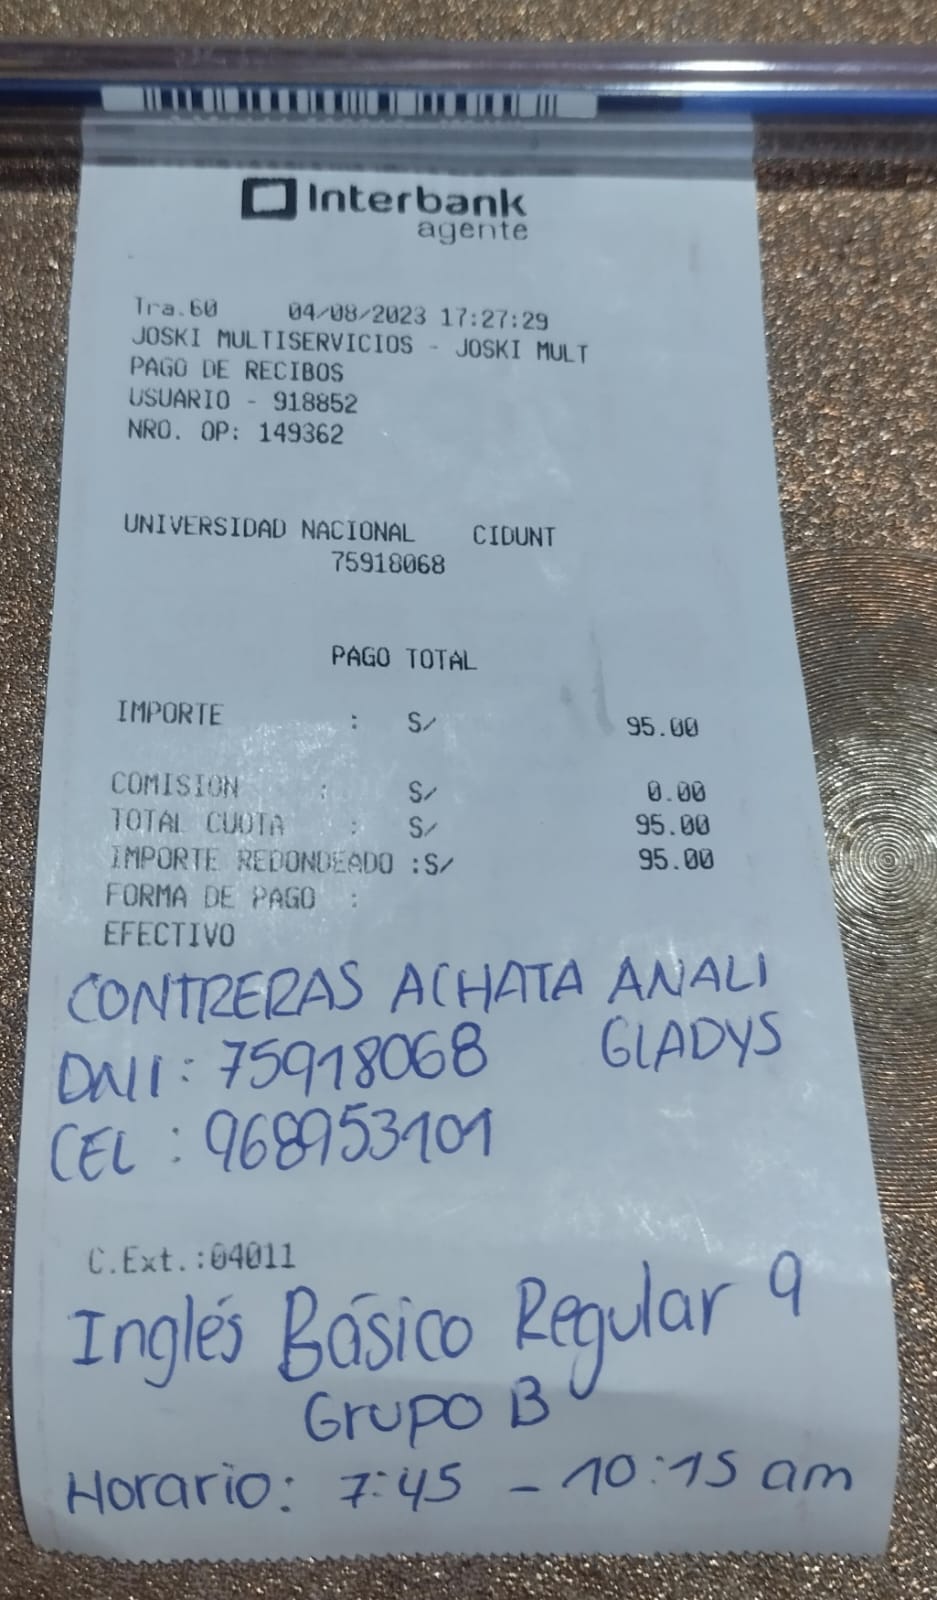 Interbank
agente
Tra.60 04/08/2023 17:27:29
JOSKI MULTISERVICIOS - JOSKI MULT
PAGO DE RECIBOS
USUARIO - 918852
NRO. OP: 149362
UNIVERSIDAD NACIONAL CIDUNT
75918068
PAGO TOTAL
IMPORTE : S/ 95.00
COMISION : S/ 0.00
TOTAL CUOTA : S/ 95.00
IMPORTE REDONDEADO :S/ 95.00
FORMA DE PAGO :
EFECTIVO
CONTRERAS ACHATA ANALI
GLADYS
DNI: 75918068
CEL : 968953101
C.Ext.:04011
Inglés Básico Regular 9
Grupo B
Horario: 7:45 - 10:15 am